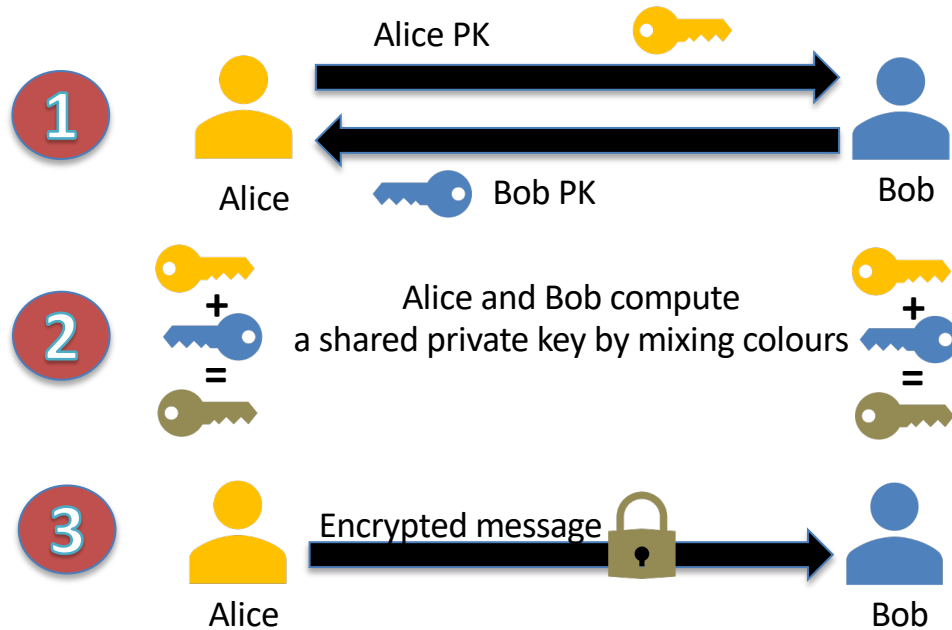 Alice PK
1
Alice
Bob PK
Bob
2
+
=
Alice and Bob compute
a shared private key by mixing colours
+
=
3
Encrypted message
Alice
Bob